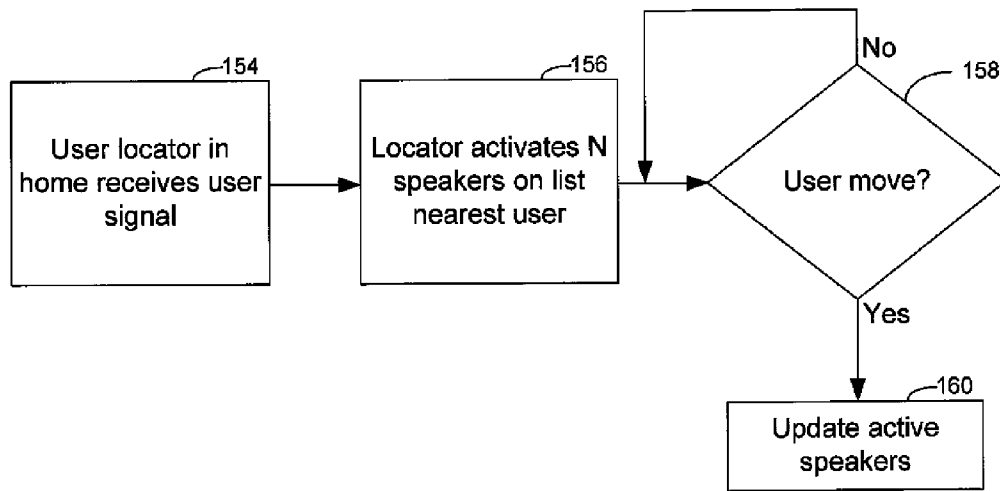 154
User locator in
home receives user
signal
156
Locator activates N
speakers on list
nearest user
No
158
User move?
Yes
160
Update active
speakers